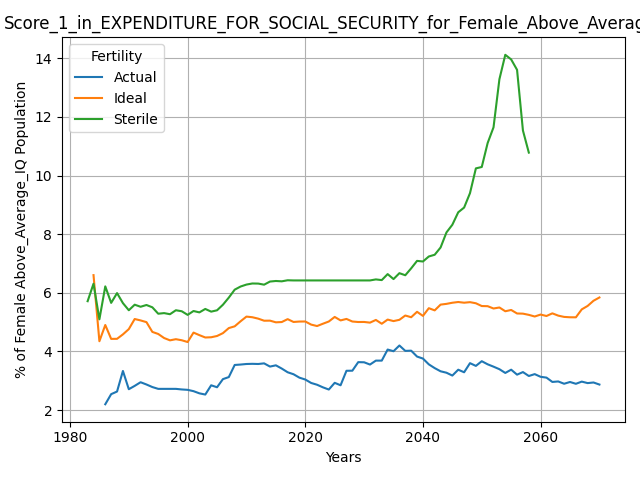 Score_1_in_EXPENDITURE_FOR_SOCIAL_SECURITY_for_Female_Above_Averag
Fertility
Actual
Ideal
Sterile
% of Female Above_Average_IQ Population
14
12
10
8
6
4
2
1980
2000
2020
2040
2060
Years